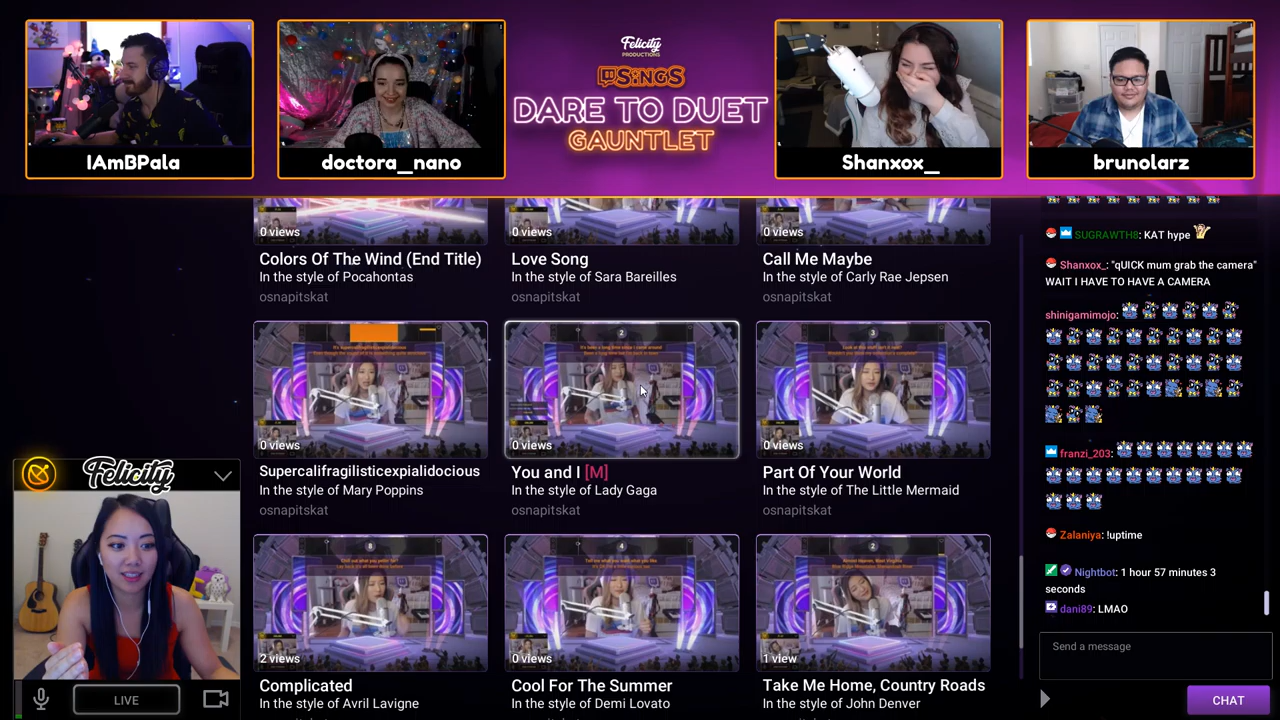 Felicity
PRODUCTIONS
SINGS
DARE TO DUET
GAUNTLET
IAmBPala
doctora__nano
Shanxox_
brunolarz
0 views
0 views
0 views
Colors Of The Wind (End Title)
In the style of Pocahontas
osnapitskat
Love Song
In the style of Sara Bareilles
osnapitskat
Call Me Maybe
In the style of Carly Rae Jepsen
osnapitskat
0 views
2
0 views
3
0 views
Supercalifragilisticexpialidocious
In the style of Mary Poppins
osnapitskat
You and I [M]
In the style of Lady Gaga
osnapitskat
Part Of Your World
In the style of The Little Mermaid
osnapitskat
8
2 views
4
0 views
2
1 view
Complicated
In the style of Avril Lavigne
Cool For The Summer
In the style of Demi Lovato
Take Me Home, Country Roads
In the style of John Denver
Felicity
LIVE
SUGRAWTH8: KAT hype
Shanxox_: "qUICK mum grab the camera"
WAIT I HAVE TO HAVE A CAMERA
shinigamimojo:
franzi_203:
Zalaniya: !uptime
Nightbot: 1 hour 57 minutes 3
seconds
dani89: LMAO
Send a message
CHAT